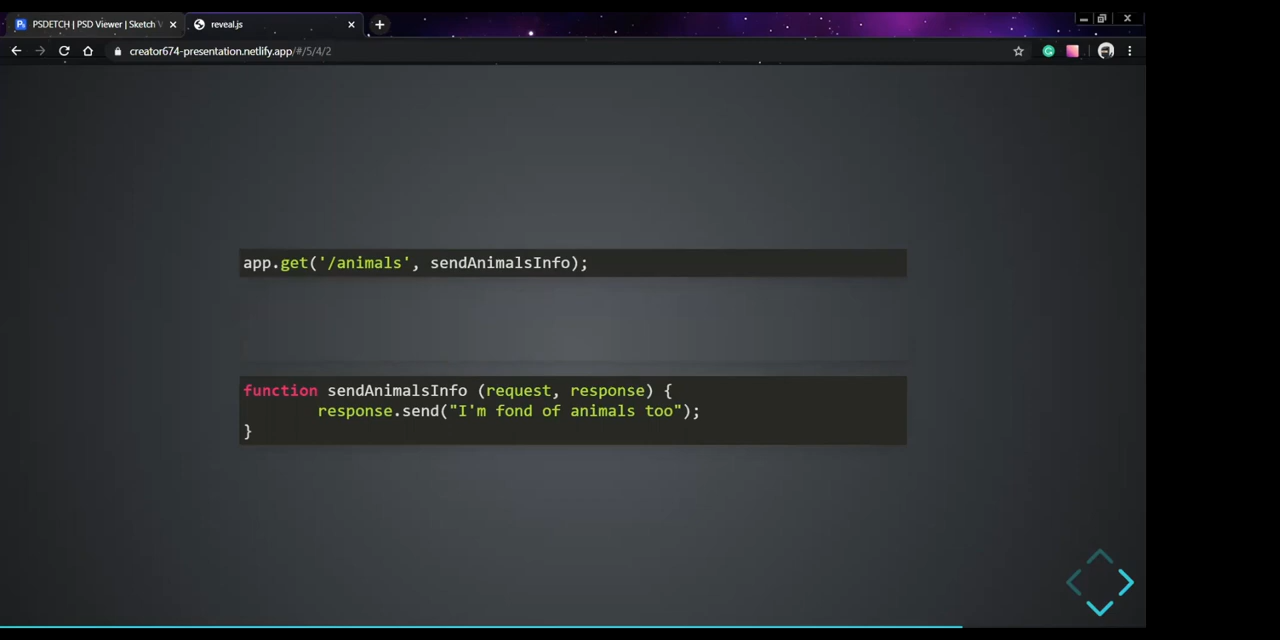 PSDETCH | PSD Viewer | Sketch V
reveal.js
creator674-presentation.netlify.app/#/5/4/2
app.get('/animals', sendAnimalsInfo);
function sendAnimalsInfo (request, response) {
response.send("I'm fond of animals too");
}